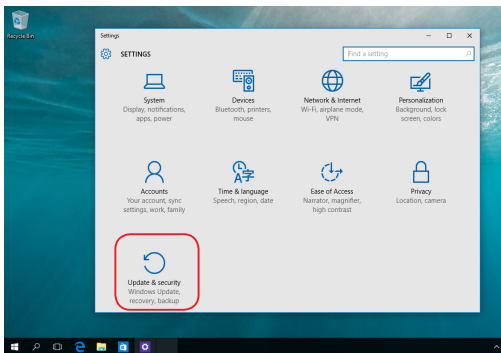 Recycle Bin
Settings
SETTINGS
Find a setting
System
Display, notifications,
apps, power
Devices
Bluetooth, printers,
mouse
Network & Internet
Wi-Fi, airplane mode,
VPN
Personalization
Background, lock
screen, colors
Accounts
Your account, sync
settings, work, family
Time & language
Speech, region, date
Ease of Access
Narrator, magnifier,
high contrast
Privacy
Location, camera
Update & security
Windows Update,
recovery, backup